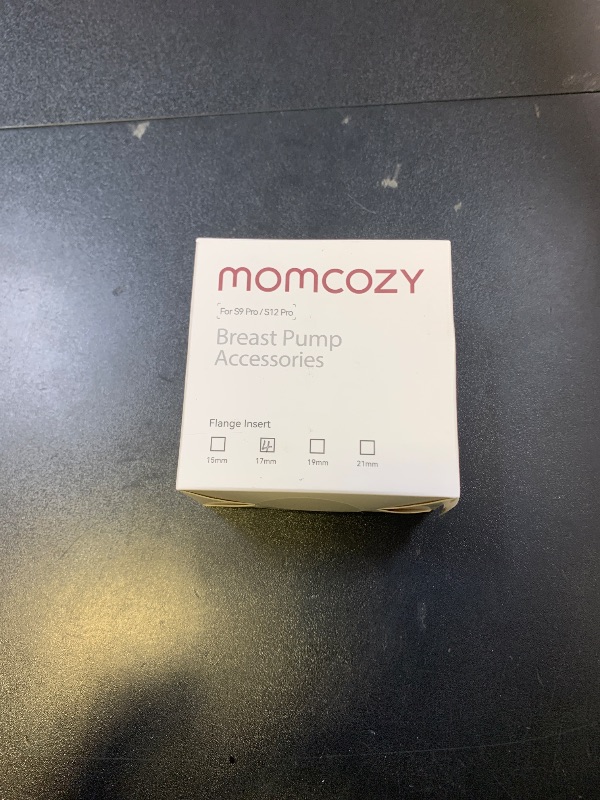 momcozy
For S9 Pro / S12 Pro
Breast Pump
Accessories
Flange Insert
15mm 17mm 19mm 21mm